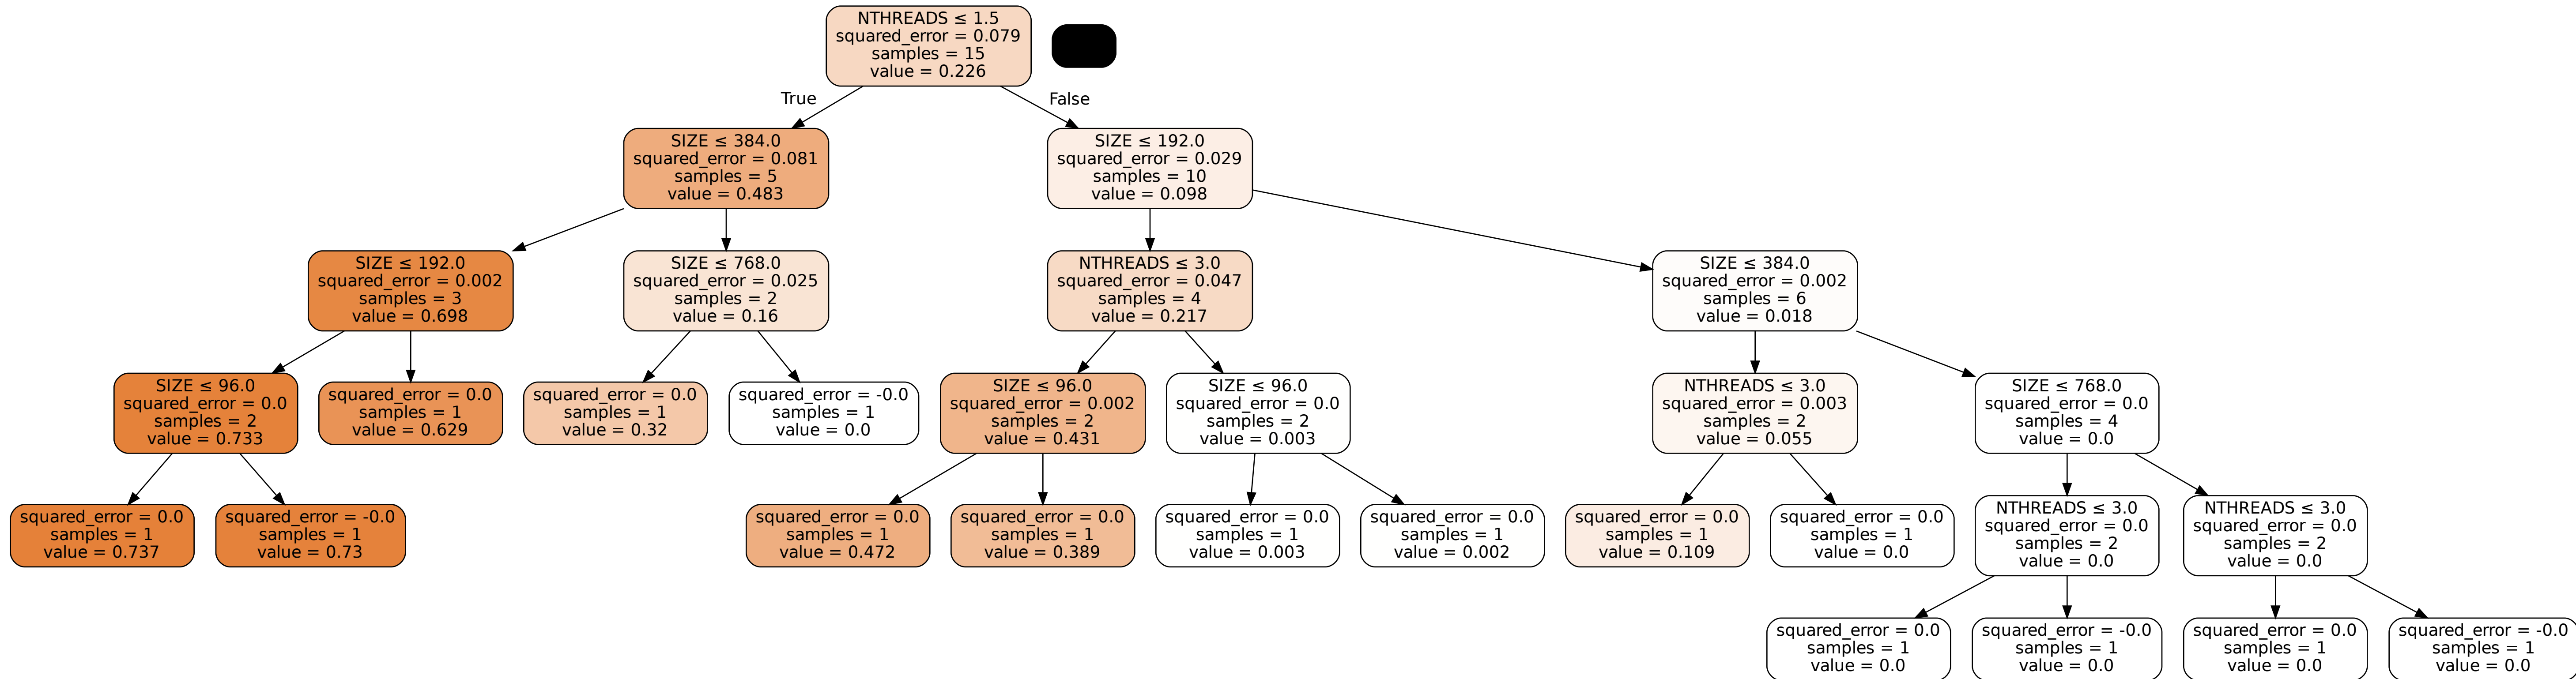 NTHREADS ≤ 1.5
squared_error = 0.079
samples = 15
value = 0.226
True
False
SIZE ≤ 384.0
squared_error = 0.081
samples = 5
value = 0.483
SIZE ≤ 192.0
squared_error = 0.029
samples = 10
value = 0.098
SIZE ≤ 192.0
squared_error = 0.002
samples = 3
value = 0.698
SIZE ≤ 768.0
squared_error = 0.025
samples = 2
value = 0.16
NTHREADS ≤ 3.0
squared_error = 0.047
samples = 4
value = 0.217
SIZE ≤ 384.0
squared_error = 0.002
samples = 6
value = 0.018
SIZE ≤ 96.0
squared_error = 0.0
samples = 2
value = 0.733
squared_error = 0.0
samples = 1
value = 0.629
squared_error = 0.0
samples = 1
value = 0.32
squared_error = -0.0
samples = 1
value = 0.0
SIZE ≤ 96.0
squared_error = 0.002
samples = 2
value = 0.431
SIZE ≤ 96.0
squared_error = 0.0
samples = 2
value = 0.003
NTHREADS ≤ 3.0
squared_error = 0.003
samples = 2
value = 0.055
SIZE ≤ 768.0
squared_error = 0.0
samples = 4
value = 0.0
squared_error = 0.0
samples = 1
value = 0.737
squared_error = -0.0
samples = 1
value = 0.73
squared_error = 0.0
samples = 1
value = 0.472
squared_error = 0.0
samples = 1
value = 0.389
squared_error = 0.0
samples = 1
value = 0.003
squared_error = 0.0
samples = 1
value = 0.002
squared_error = 0.0
samples = 1
value = 0.109
squared_error = 0.0
samples = 1
value = 0.0
NTHREADS ≤ 3.0
squared_error = 0.0
samples = 2
value = 0.0
NTHREADS ≤ 3.0
squared_error = 0.0
samples = 2
value = 0.0
squared_error = 0.0
samples = 1
value = 0.0
squared_error = -0.0
samples = 1
value = 0.0
squared_error = 0.0
samples = 1
value = 0.0
squared_error = -0.0
samples = 1
value = 0.0